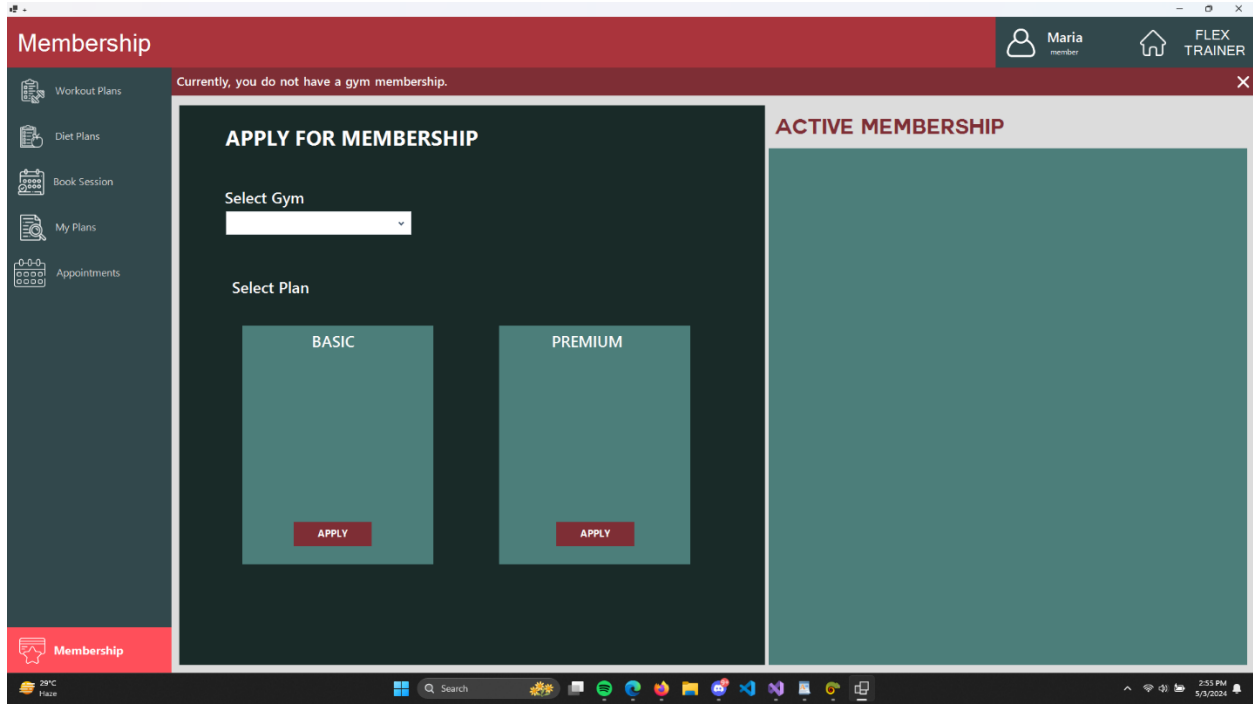 Membership
Maria
member
FLEX
TRAINER
Workout Plans
Diet Plans
Book Session
My Plans
Appointments
Membership
Currently, you do not have a gym membership.
APPLY FOR MEMBERSHIP
Select Gym
Select Plan
BASIC
APPLY
PREMIUM
APPLY
ACTIVE MEMBERSHIP
29°C
Haze
Search
2:55 PM
5/3/2024